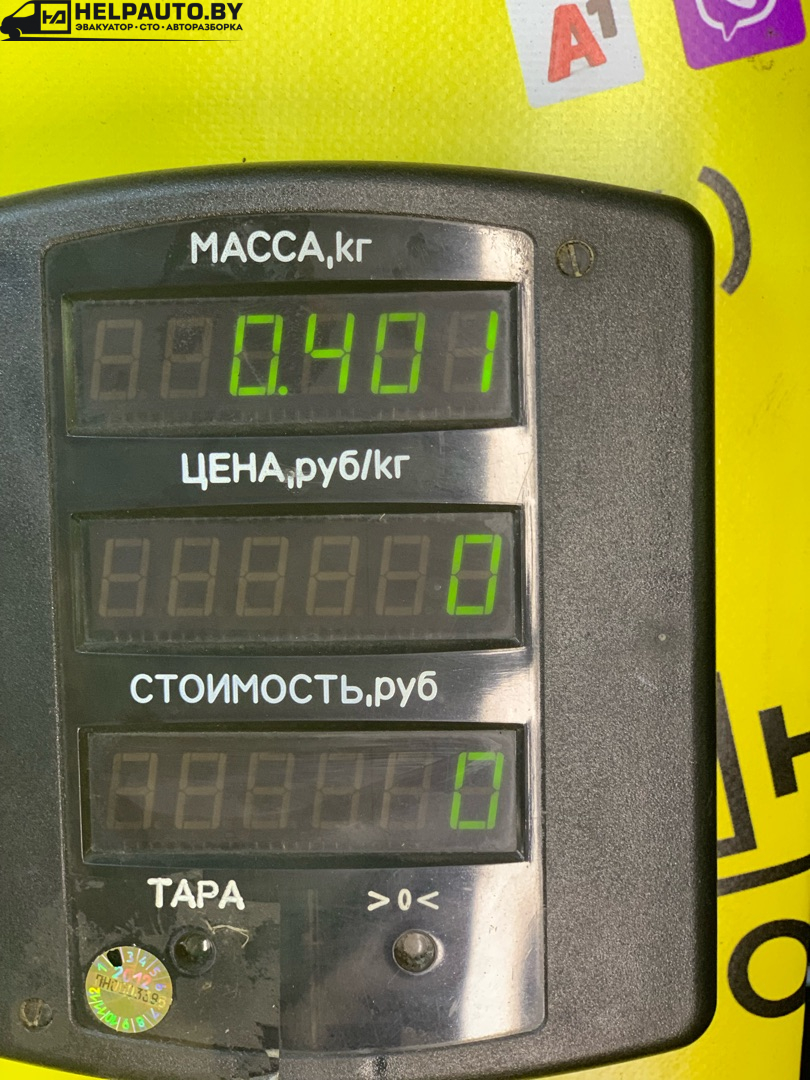 HELPAUTO.BY
ЭВАКУАТОР • СТО • АВТОРАЗБОРКА
A1
МАССА,кг
0.401
ЦЕНА,руб/кг
0
СТОИМОСТЬ,руб
0
ТАРА >0<